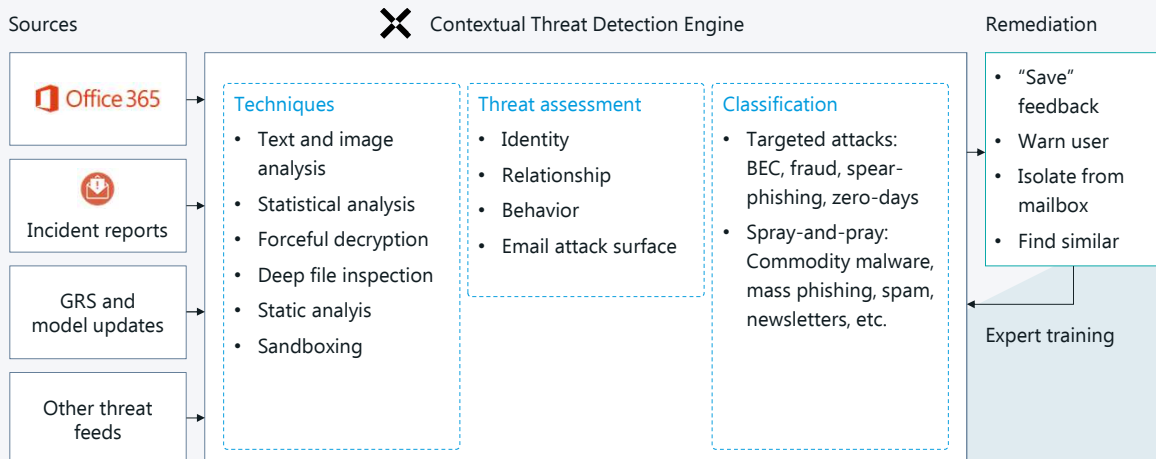 Sources
Contextual Threat Detection Engine
Remediation
Office 365
Incident reports
GRS and
model updates
Other threat
feeds
Techniques
• Text and image
analysis
• Statistical analysis
• Forceful decryption
• Deep file inspection
• Static analyis
• Sandboxing
Threat assessment
• Identity
• Relationship
• Behavior
• Email attack surface
Classification
• Targeted attacks:
BEC, fraud, spear-
phishing, zero-days
• Spray-and-pray:
Commodity malware,
mass phishing, spam,
newsletters, etc.
• “Save”
feedback
• Warn user
• Isolate from
mailbox
• Find similar
Expert training